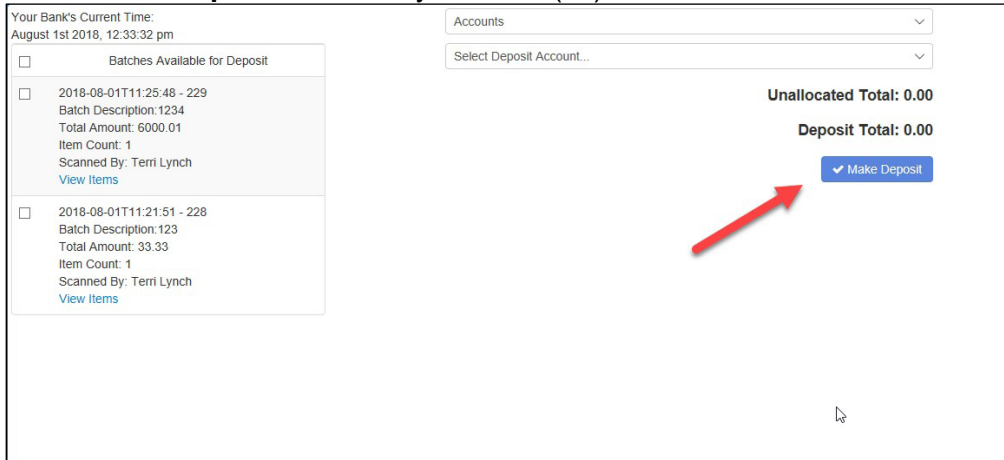 Your Bank's Current Time:
August 1st 2018, 12:33:32 pm
Batches Available for Deposit
2018-08-01T11:25:48 - 229
Batch Description:1234
Total Amount: 6000.01
Item Count: 1
Scanned By: Terri Lynch
View Items
2018-08-01T11:21:51 - 228
Batch Description:123
Total Amount: 33.33
Item Count: 1
Scanned By: Terri Lynch
View Items
Accounts
Select Deposit Account...
Unallocated Total: 0.00
Deposit Total: 0.00
Make Deposit